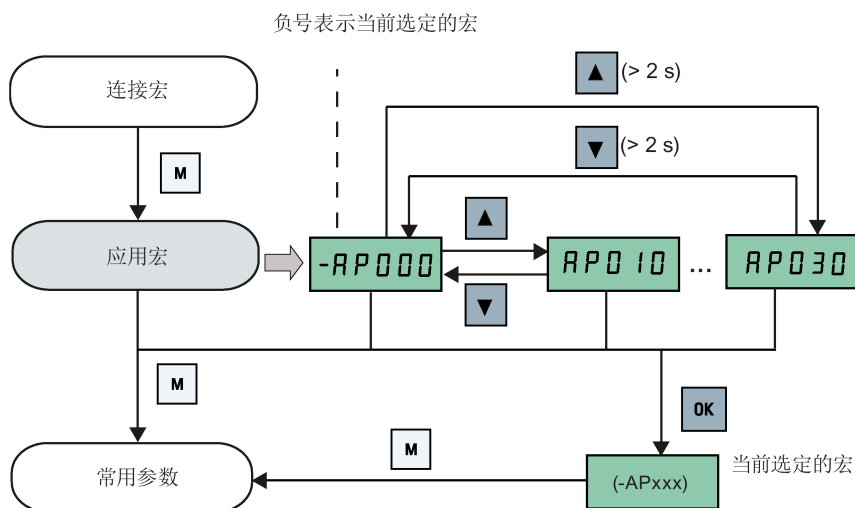 负号表示当前选定的宏
▲ (> 2 s)
连接宏
▼ (> 2 s)
M
▲
应用宏
-AP000
AP010
...
AP030
▼
M
OK
M
常用参数
(-APxxx)
当前选定的宏